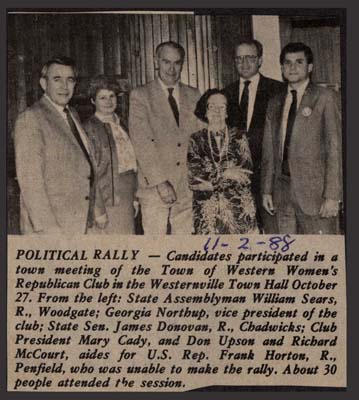 11-2-88
POLITICAL RALLY — Candidates participated in a
town meeting of the Town of Western Women's
Republican Club in the Westernville Town Hall October
27. From the left: State Assemblyman William Sears,
R., Woodgate; Georgia Northup, vice president of the
club; State Sen. James Donovan, R., Chadwicks; Club
President Mary Cady, and Don Upson and Richard
McCourt, aides for U.S. Rep. Frank Horton, R.,
Penfield, who was unable to make the rally. About 30
people attended the session.